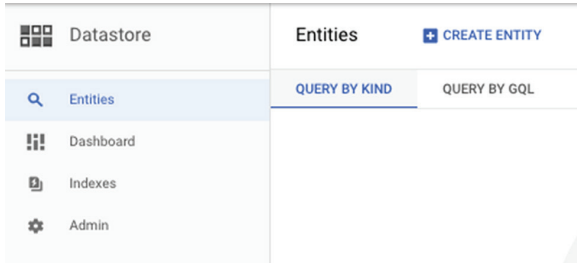 Datastore
Entities
Dashboard
Indexes
Admin
Entities CREATE ENTITY
QUERY BY KIND QUERY BY GQL